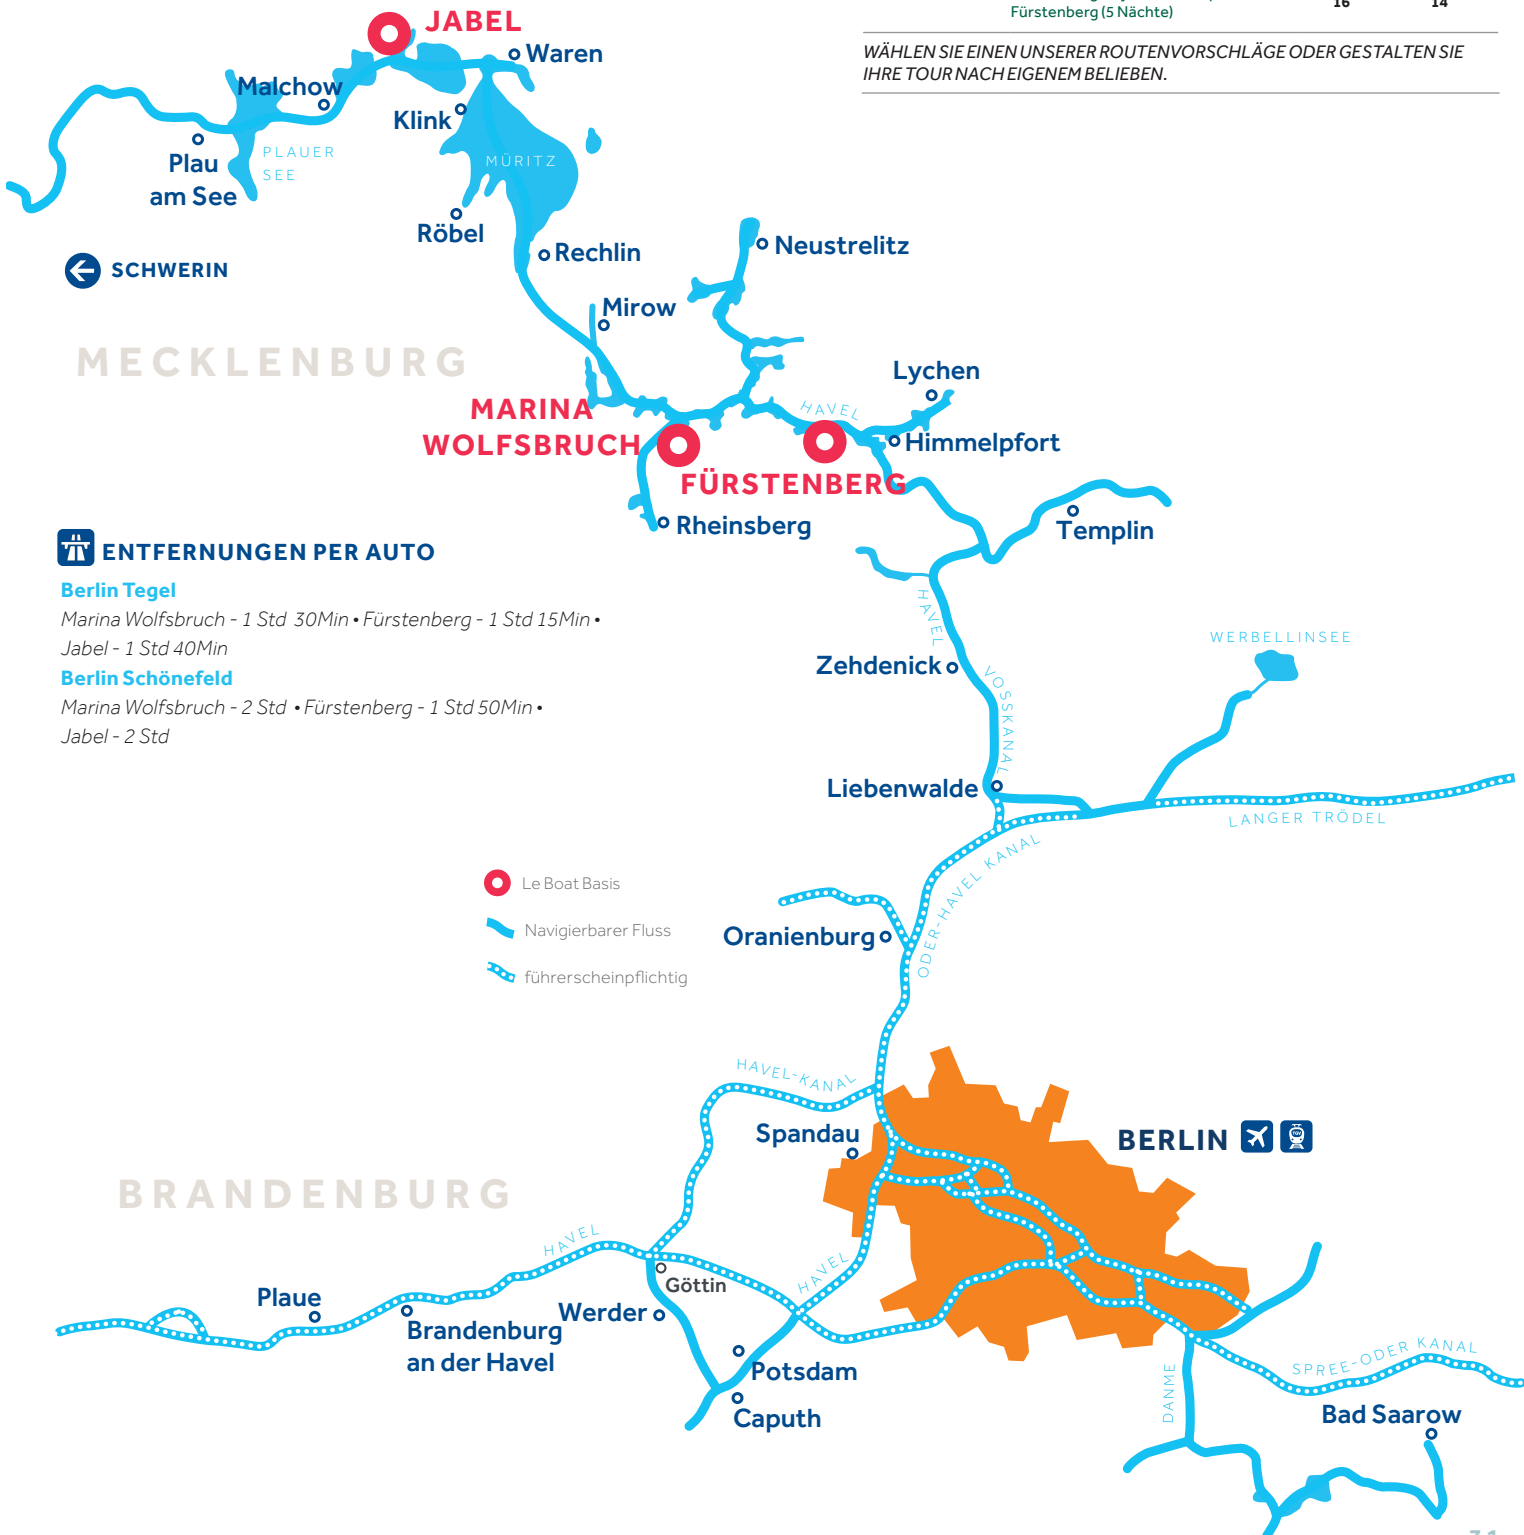 Fürstenberg (5 Nächte)
16
14
WÄHLEN SIE EINEN UNSERER ROUTENVORSCHLÄGE ODER GESTALTEN SIE
IHRE TOUR NACH EIGENEM BELIEBEN.
JABEL
Waren
Malchow
Klink
Plau
am See
PLAUER
SEE
MÜRITZ
Röbel
Rechlin
Neustrelitz
SCHWERIN
Mirow
MECKLENBURG
Lychen
MARINA
WOLFSBRUCH
HAVEL
Himmelpfort
FÜRSTENBERG
Rheinsberg
Templin
ENTFERNUNGEN PER AUTO
Berlin Tegel
Marina Wolfsbruch - 1 Std 30Min • Fürstenberg - 1 Std 15Min •
Jabel - 1 Std 40Min
Berlin Schönefeld
Marina Wolfsbruch - 2 Std • Fürstenberg - 1 Std 50Min •
Jabel - 2 Std
HAVEL
WERBELLINSEE
Zehdenick
VOSSKANAL
Liebenwalde
LANGER TRÖDEL
ODER-HAVEL KANAL
Le Boat Basis
Navigierbarer Fluss
führerscheinpflichtig
Oranienburg
HAVEL-KANAL
Spandau
BERLIN
TGV
BRANDENBURG
HAVEL
HAVEL
Göttin
Plaue
Werder
Brandenburg
an der Havel
Potsdam
Caputh
SPREE-ODER KANAL
DANME
Bad Saarow